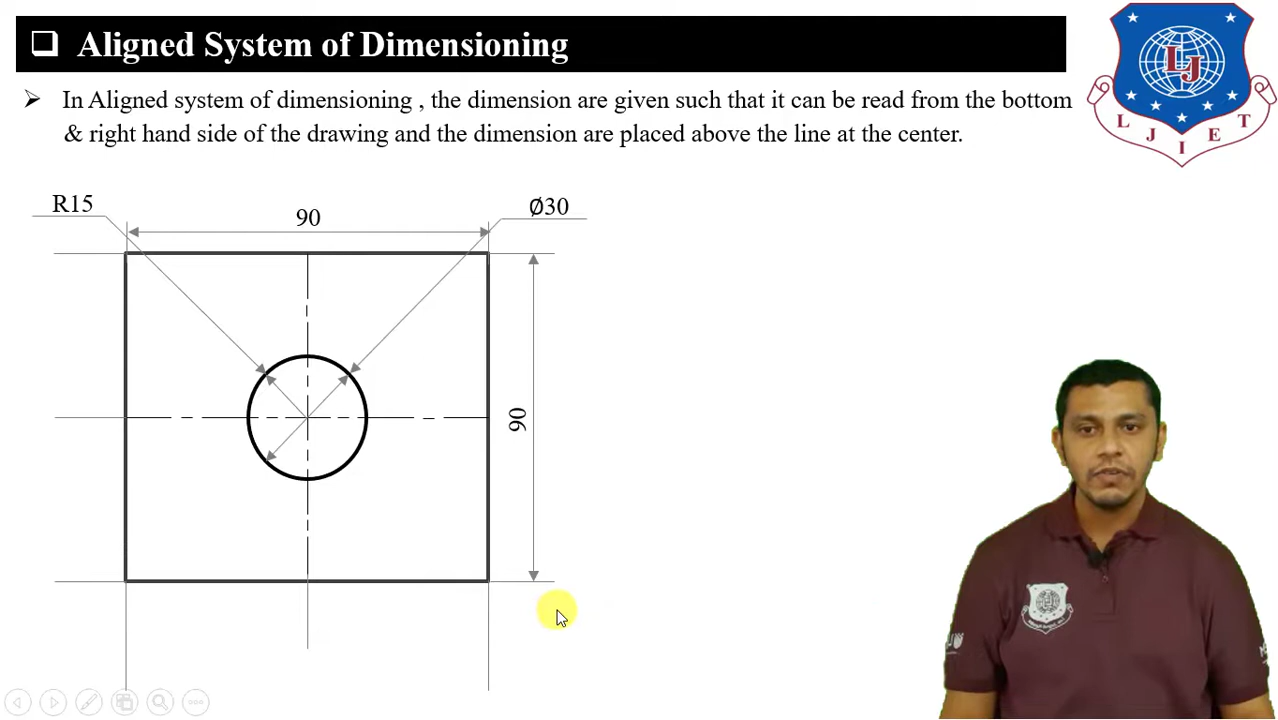 Aligned System of Dimensioning
In Aligned system of dimensioning , the dimension are given such that it can be read from the bottom
& right hand side of the drawing and the dimension are placed above the line at the center.
L J I E T
LJ
R15
90
Ø30
90